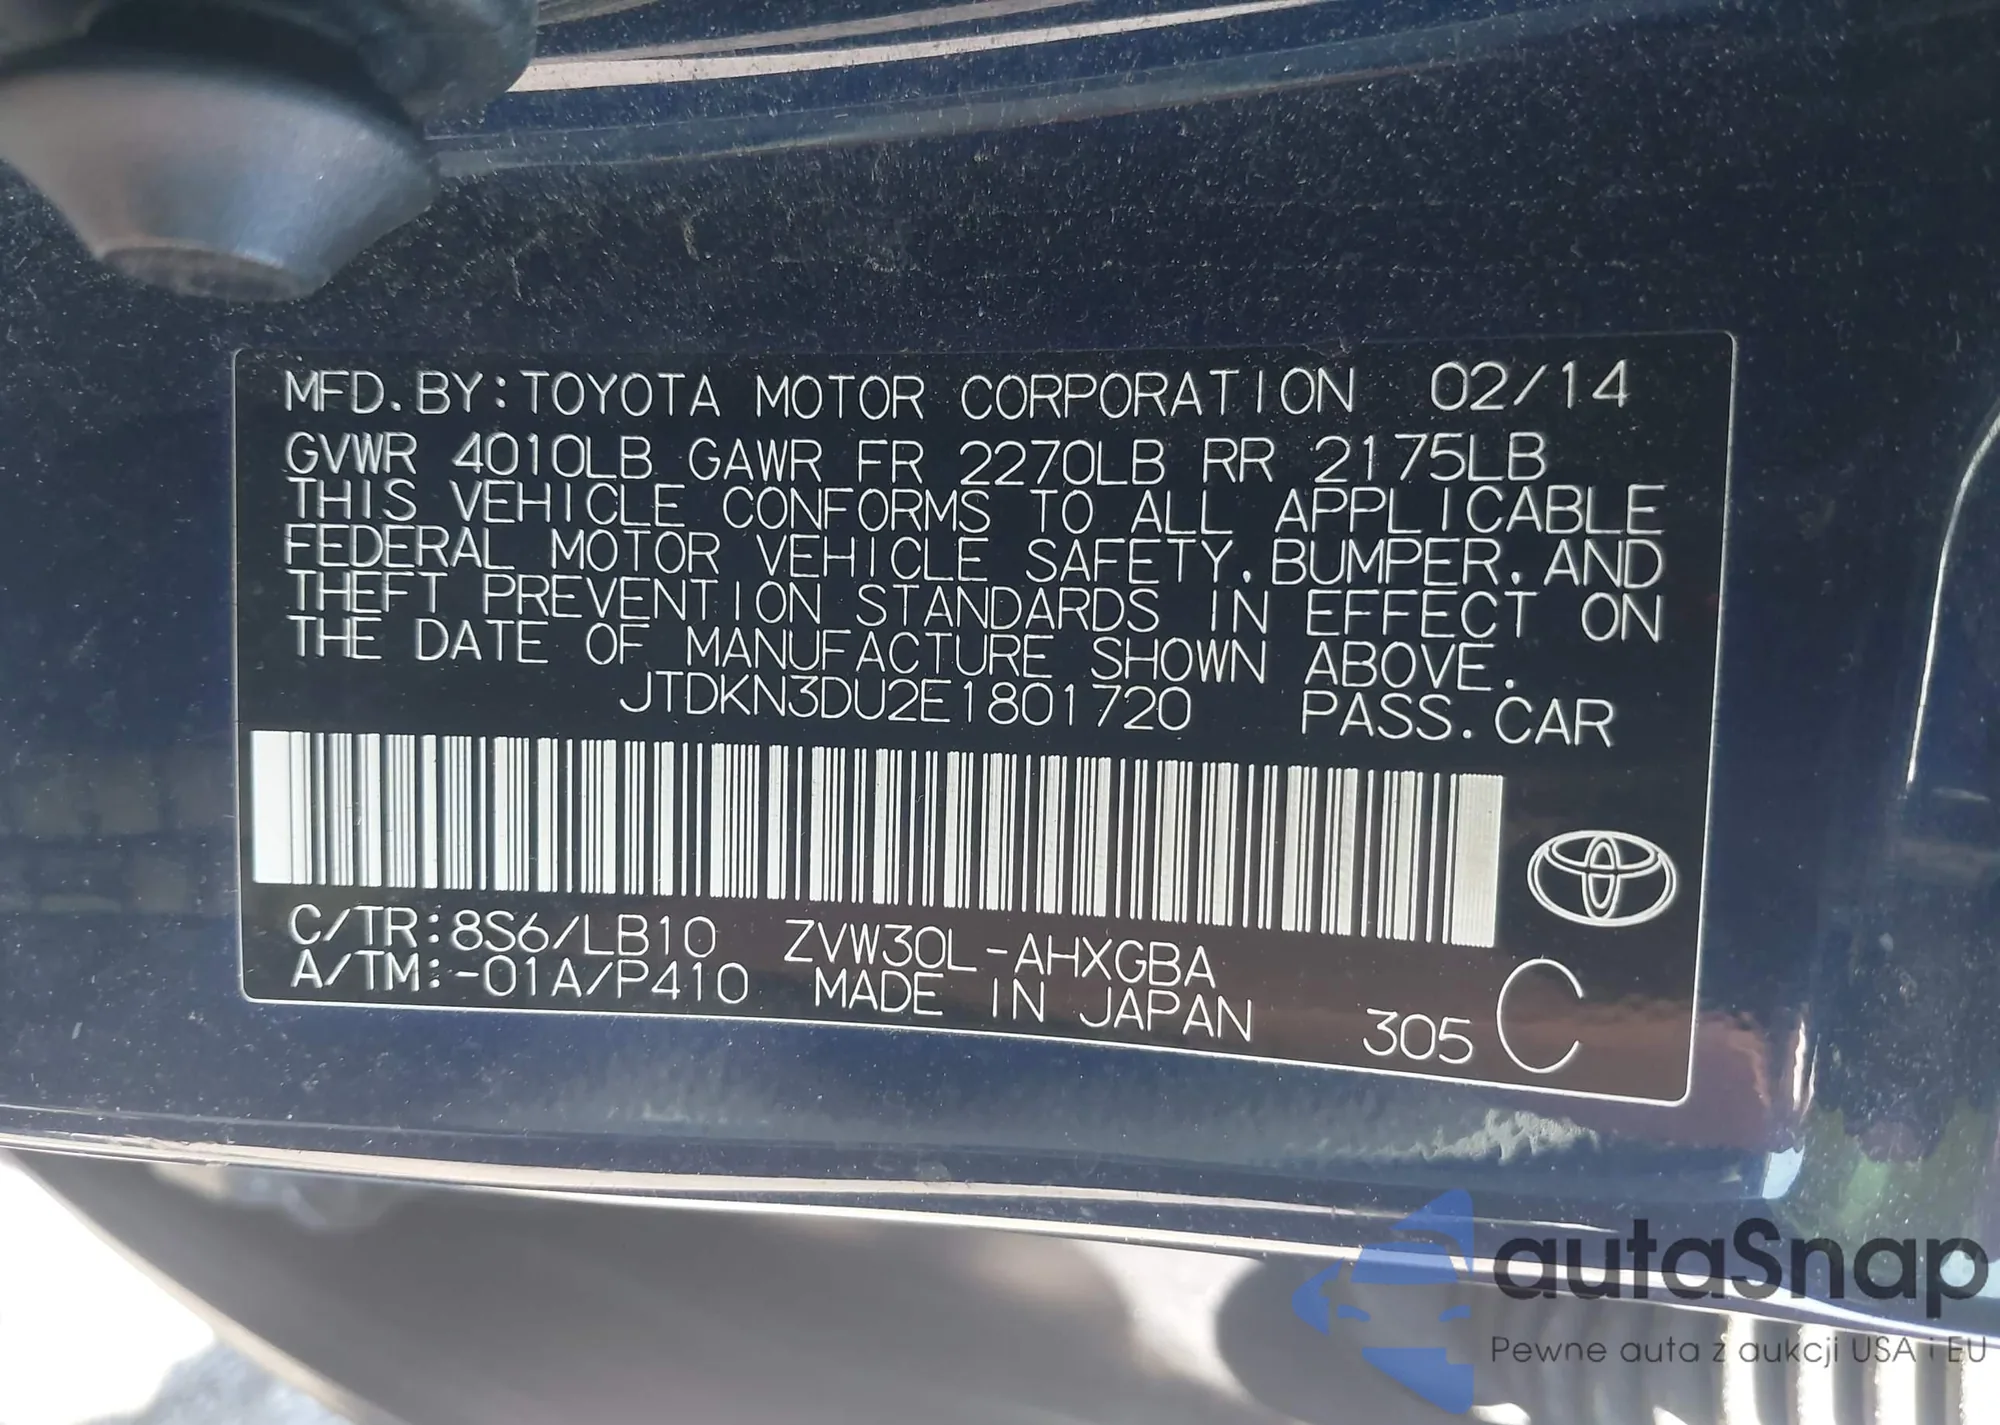 MFD.BY:TOYOTA MOTOR CORPORATION 02/14
GVWR 4010LB GAWR FR 2270LB RR 2175LB
THIS VEHICLE CONFORMS TO ALL APPLICABLE
FEDERAL MOTOR VEHICLE SAFETY,BUMPER,AND
THEFT PREVENTION STANDARDS IN EFFECT ON
THE DATE OF MANUFACTURE SHOWN ABOVE.
JTDKN3DU2E1801720 PASS.CAR
C/TR:8S6/LB10 ZVW30L-AHXGBA
A/TM:-01A/P410 MADE IN JAPAN 305 C
autaSnap
Pewne auta z aukcji USA i EU